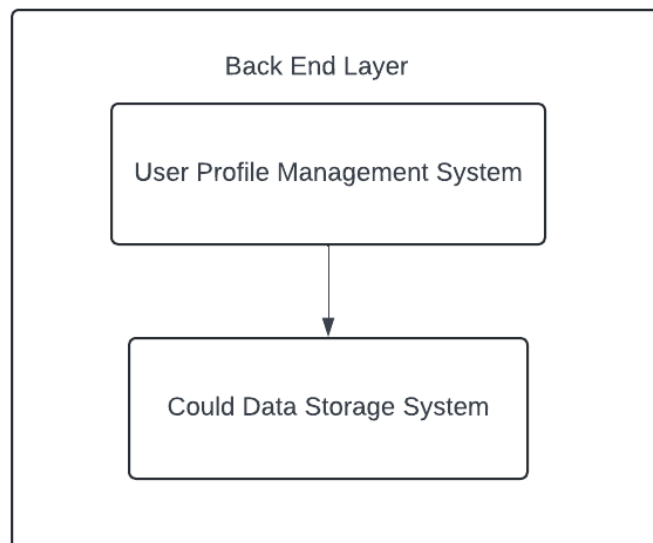 Back End Layer
User Profile Management System
Could Data Storage System